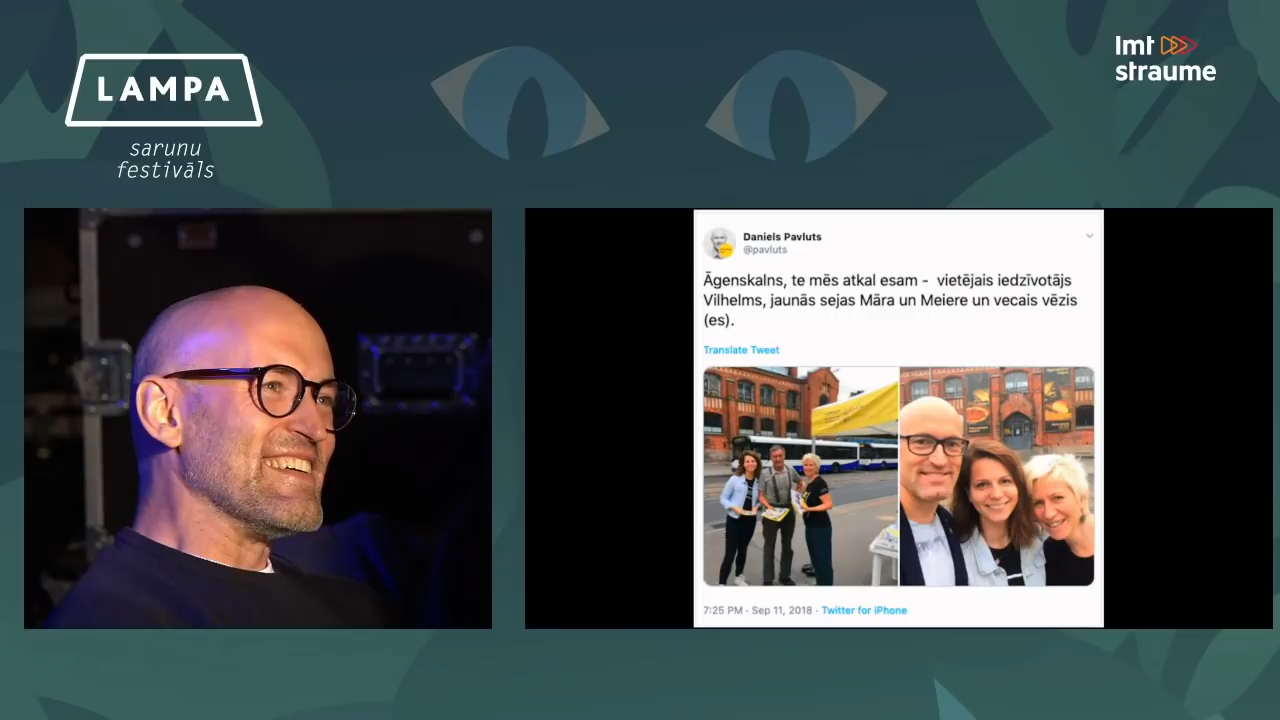 LAMPA
sarunu
festivāls
lmt
straume
Daniels Pavluts
@pavluts
Āgenskalns, te mēs atkal esam - vietējais iedzīvotājs
Vilhelms, jaunās sejas Māra un Meiere un vecais vēzis
(es).
Translate Tweet
7:25 PM · Sep 11, 2018 · Twitter for iPhone